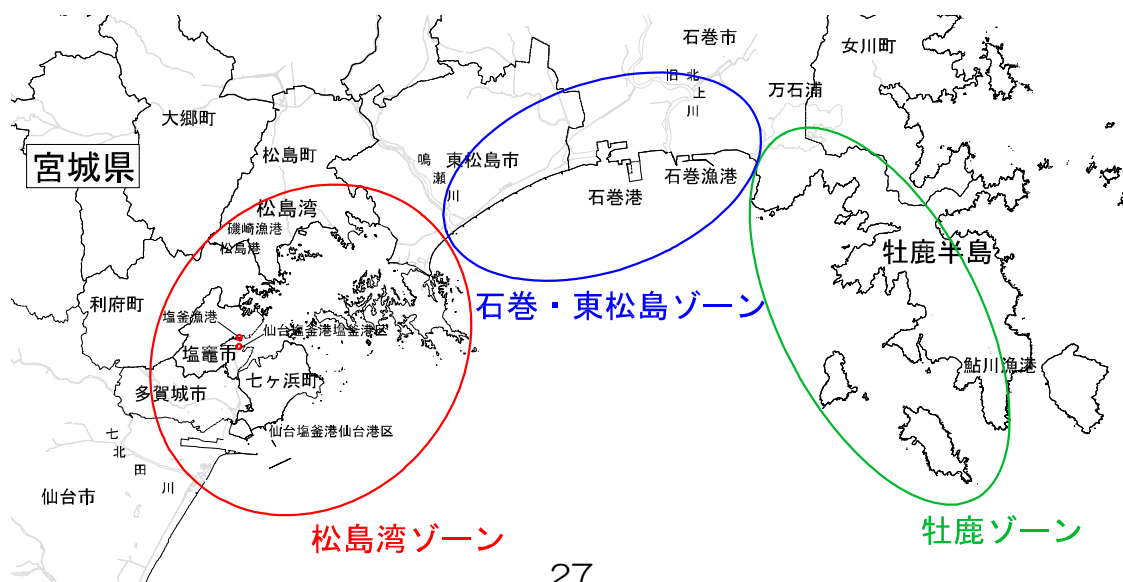 石巻市
女川町
旧北上川
万石浦
大郷町
宮城県
松島町
鳴瀬川
東松島市
石巻港
石巻漁港
松島湾
磯崎漁港
松島港
牡鹿半島
利府町
塩釜漁港
仙台塩釜港塩釜港区
石巻・東松島ゾーン
塩竈市
七ヶ浜町
鮎川漁港
多賀城市
仙台塩釜港仙台港区
七北田川
仙台市
松島湾ゾーン
牡鹿ゾーン
27